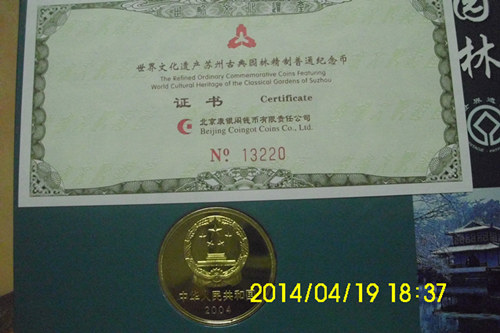 世界文化遗产苏州古典园林精制普通纪念币
The Refined Ordinary Commemorative Coins Featuring
World Cultural Heritage of the Classical Gardens of Suzhou
证书 Certificate
北京康银阁钱币有限责任公司
Beijing Coingot Coins Co., Ltd.
No 13220
园林
中华人民共和国
2004
2014/04/19 18:37